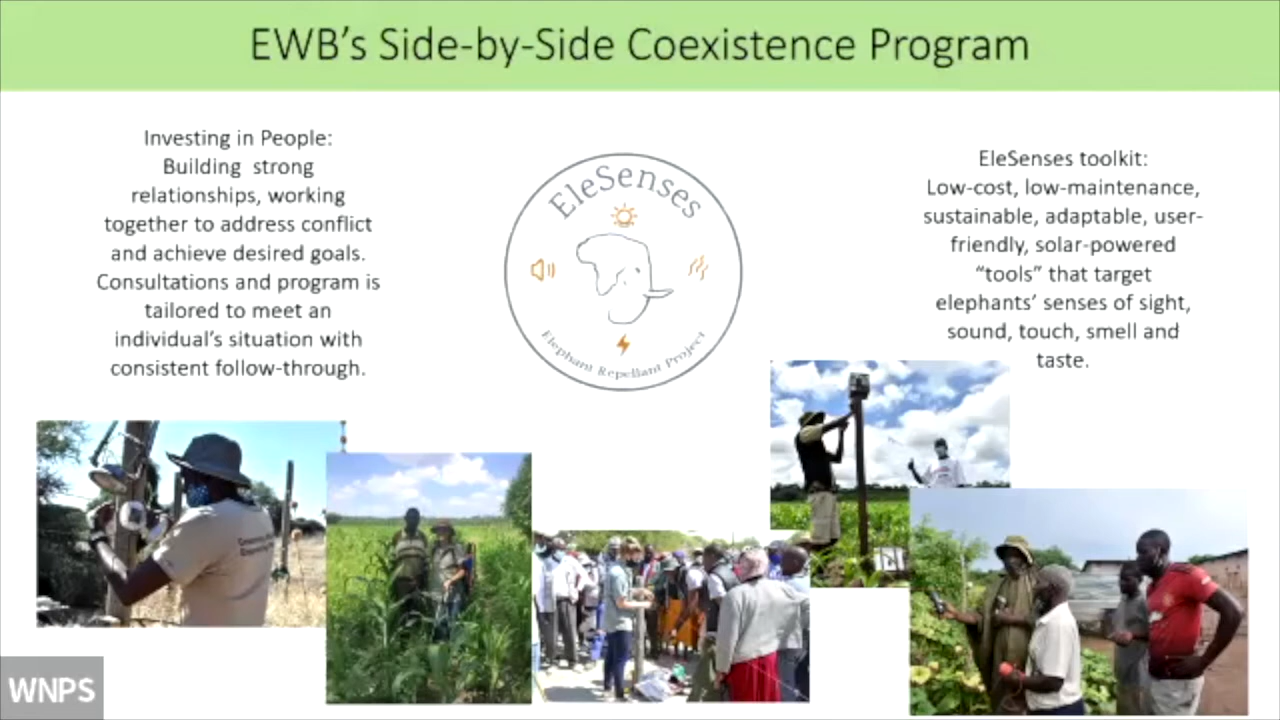 EWB's Side-by-Side Coexistence Program
Investing in People:
Building strong
relationships, working
together to address conflict
and achieve desired goals.
Consultations and program is
tailored to meet an
individual's situation with
consistent follow-through.
EleSenses
Elephant Repellant Project
EleSenses toolkit:
Low-cost, low-maintenance,
sustainable, adaptable, user-
friendly, solar-powered
“tools” that target
elephants' senses of sight,
sound, touch, smell and
taste.
WNPS